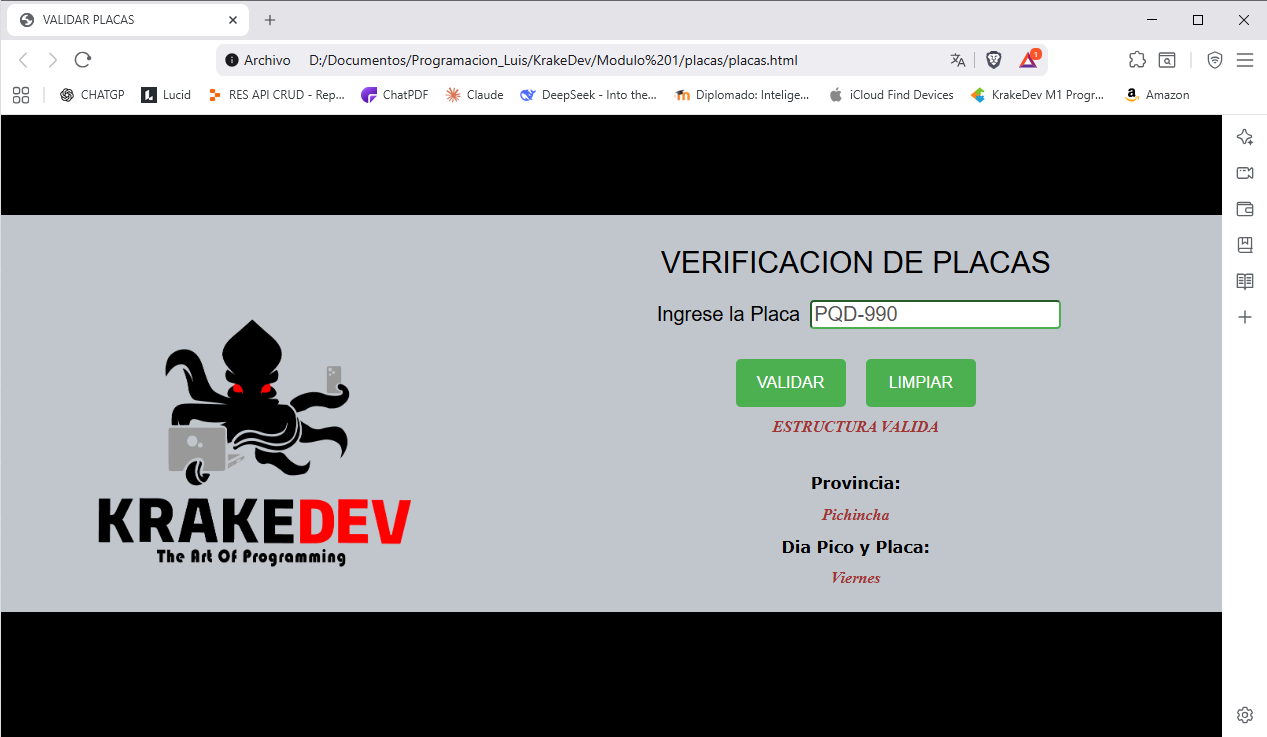 VALIDAR PLACAS
Archivo D:/Documentos/Programacion_Luis/KrakeDev/Modulo%201/placas/placas.html
1
CHATGP Lucid RES API CRUD - Rep... ChatPDF Claude DeepSeek - Into the... Diplomado: Intelige... iCloud Find Devices KrakeDev M1 Progr... Amazon
VERIFICACION DE PLACAS
Ingrese la Placa PQD-990
VALIDAR LIMPIAR
ESTRUCTURA VALIDA
Provincia:
Pichincha
Dia Pico y Placa:
Viernes
KRAKEDEV
The Art Of Programming